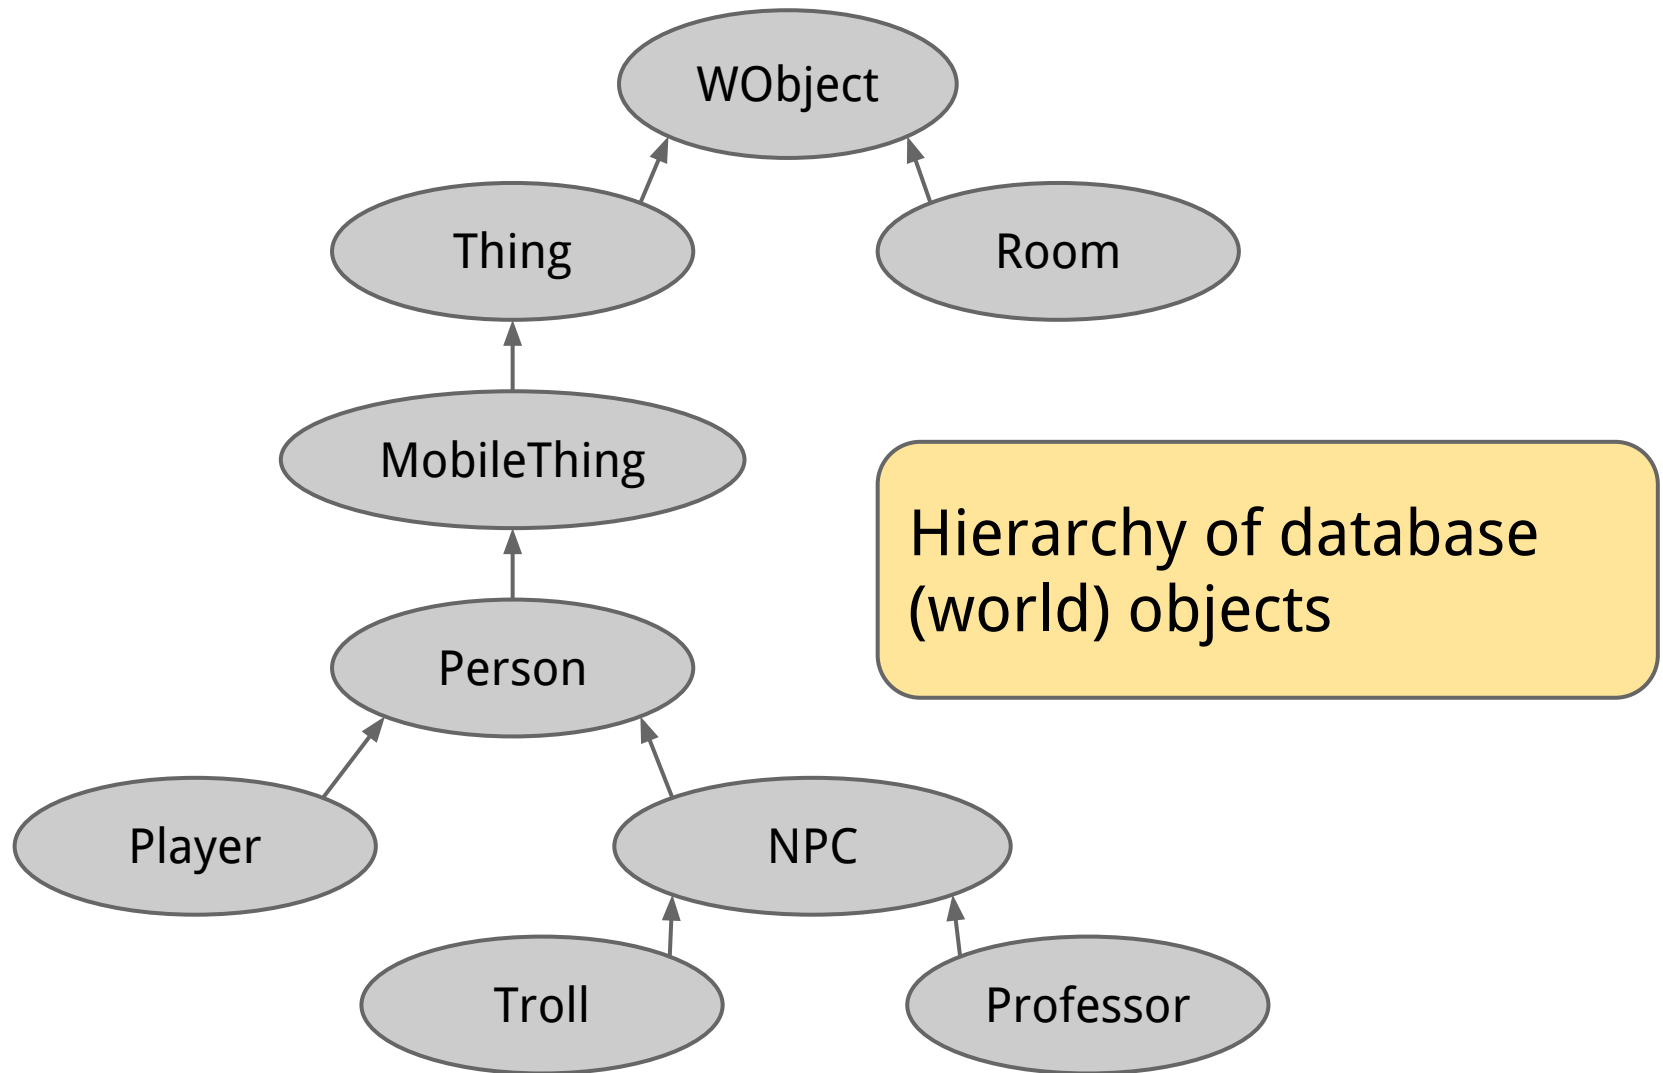 WObject
Thing
Room
MobileThing
Hierarchy of database
(world) objects
Person
Player
NPC
Troll
Professor